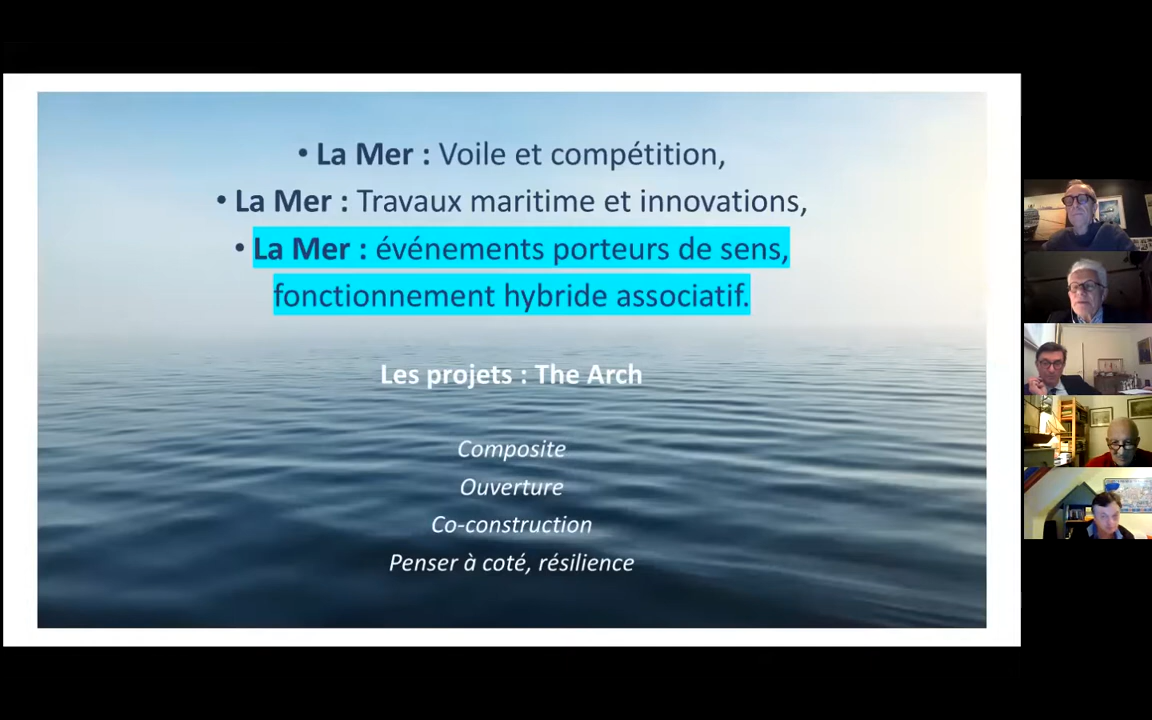 • La Mer : Voile et compétition,
• La Mer : Travaux maritime et innovations,
• La Mer : événements porteurs de sens,
fonctionnement hybride associatif.
Les projets : The Arch
Composite
Ouverture
Co-construction
Penser à coté, résilience